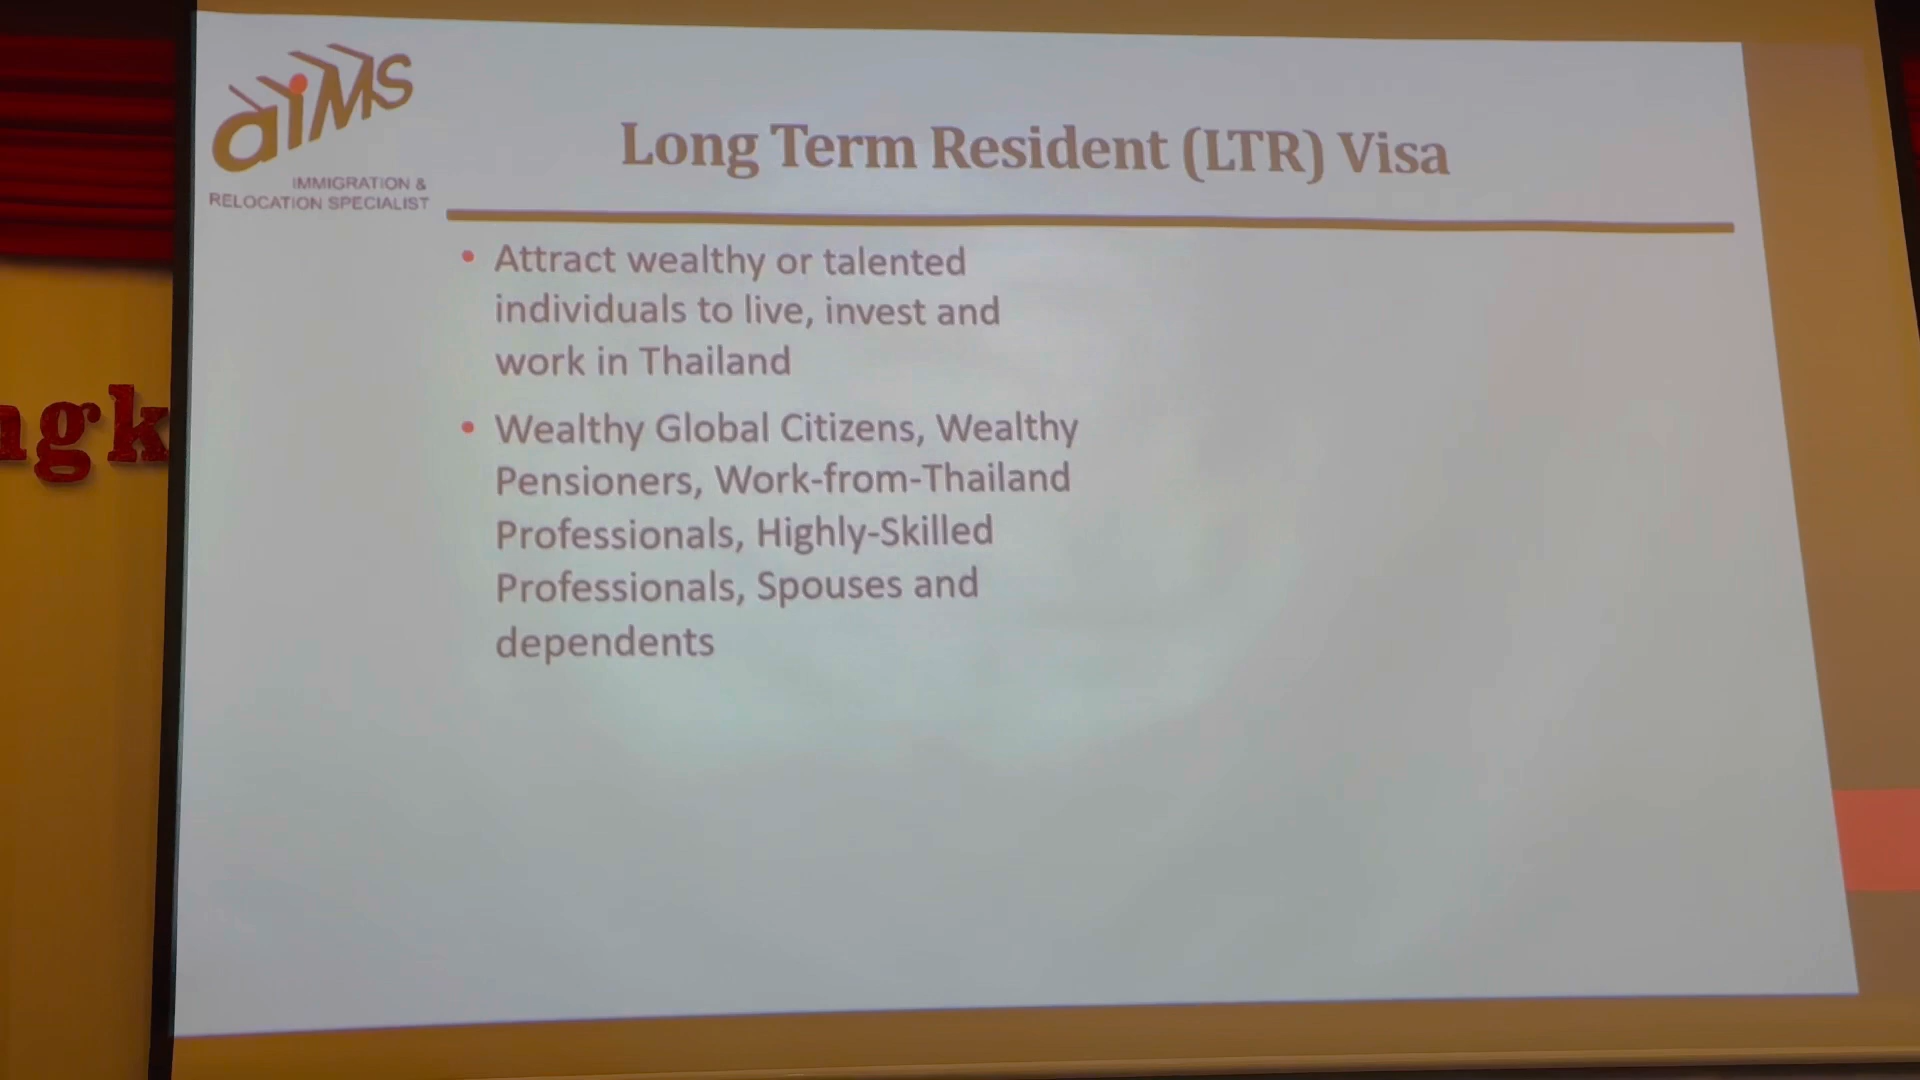 aiMS
IMMIGRATION &
RELOCATION SPECIALIST
Long Term Resident (LTR) Visa
• Attract wealthy or talented
individuals to live, invest and
work in Thailand
• Wealthy Global Citizens, Wealthy
Pensioners, Work-from-Thailand
Professionals, Highly-Skilled
Professionals, Spouses and
dependents
ngk